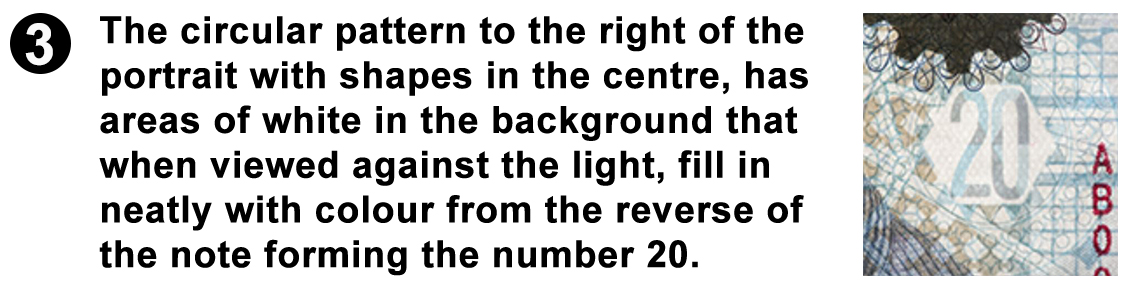 3
The circular pattern to the right of the
portrait with shapes in the centre, has
areas of white in the background that
when viewed against the light, fill in
neatly with colour from the reverse of
the note forming the number 20.
20
A
B
0